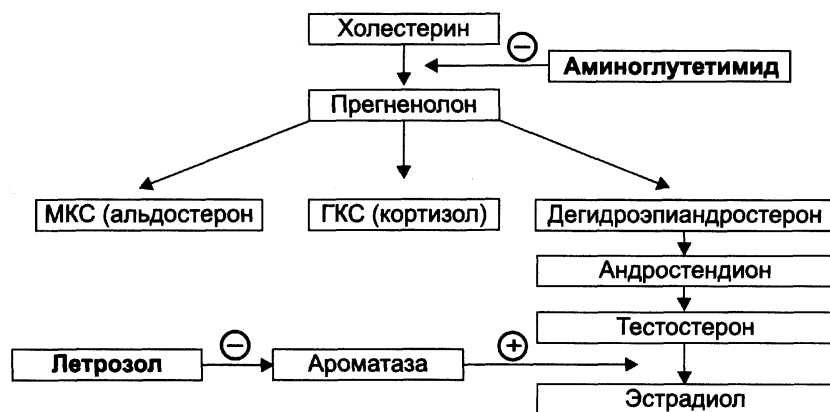 Холестерин
⊖
Аминоглутетимид
Прегненолон
МКС (альдостерон
ГКС (кортизол)
Дегидроэпиандростерон
Андростендион
Тестостерон
Летрозол
⊖
Ароматаза
⊕
Эстрадиол